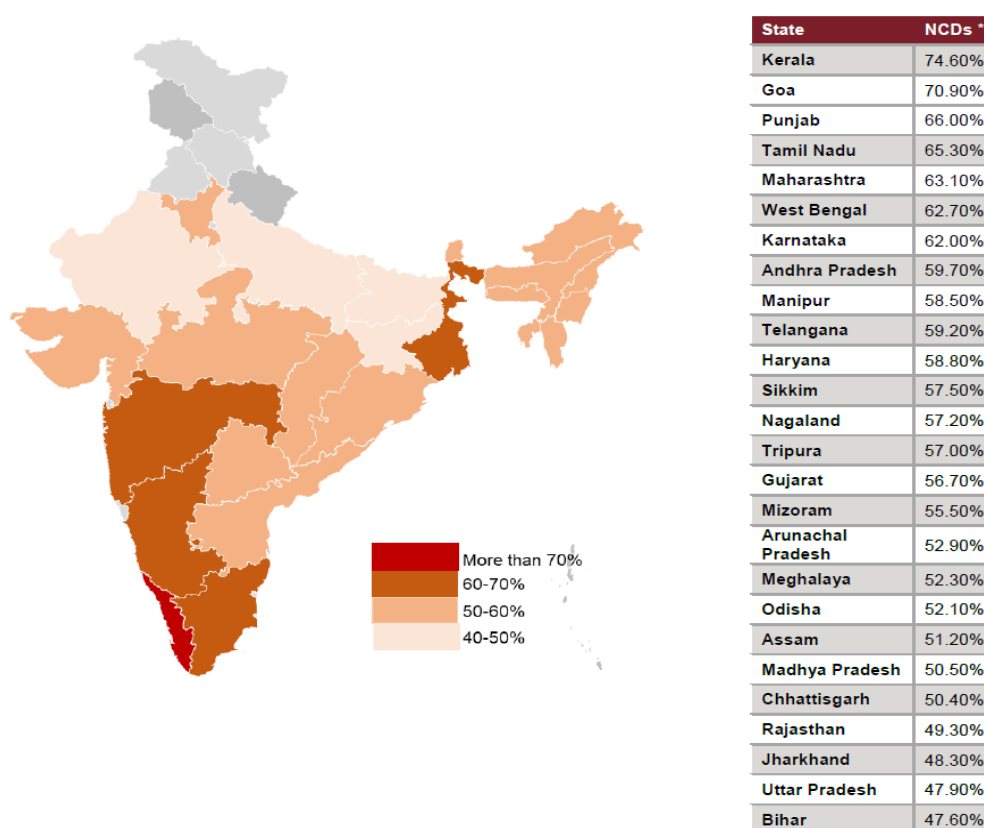 State NCDs *
Kerala 74.60%
Goa 70.90%
Punjab 66.00%
Tamil Nadu 65.30%
Maharashtra 63.10%
West Bengal 62.70%
Karnataka 62.00%
Andhra Pradesh 59.70%
Manipur 58.50%
Telangana 59.20%
Haryana 58.80%
Sikkim 57.50%
Nagaland 57.20%
Tripura 57.00%
Gujarat 56.70%
Mizoram 55.50%
Arunachal
Pradesh 52.90%
Meghalaya 52.30%
Odisha 52.10%
Assam 51.20%
Madhya Pradesh 50.50%
Chhattisgarh 50.40%
Rajasthan 49.30%
Jharkhand 48.30%
Uttar Pradesh 47.90%
Bihar 47.60%
More than 70%
60-70%
50-60%
40-50%